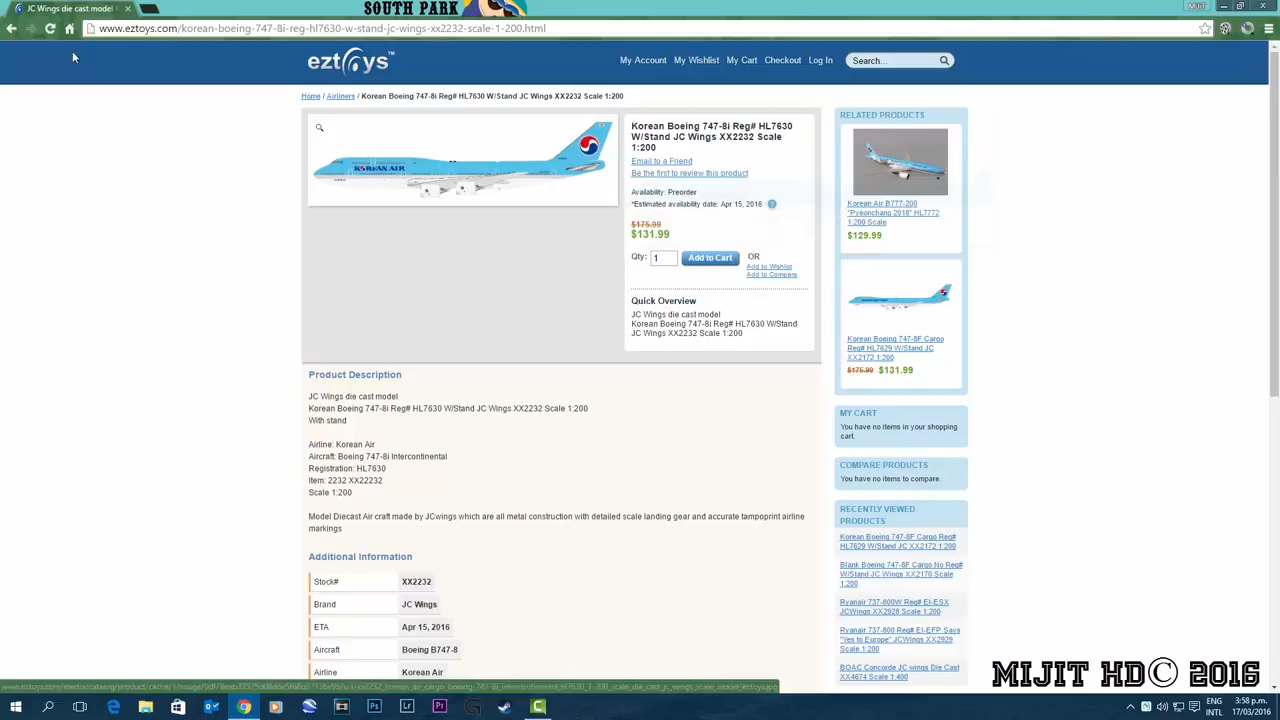 SOUTH PARK
JC Wings die cast model
Mijit
www.eztoys.com/korean-boeing-747-8i-reg-hl7630-w-stand-jc-wings-xx2232-scale-1-200.html
eztoys™
My Account My Wishlist My Cart Checkout Log In
Search...
Home / Airliners / Korean Boeing 747-8i Reg# HL7630 W/Stand JC Wings XX2232 Scale 1:200
KOREAN AIR
Korean Boeing 747-8i Reg# HL7630
W/Stand JC Wings XX2232 Scale
1:200
Email to a Friend
Be the first to review this product
Availability: Preorder
*Estimated availability date: Apr 15, 2016 ?
$175.99
$131.99
Qty: 1 Add to Cart OR
Add to Wishlist
Add to Compare
Quick Overview
JC Wings die cast model
Korean Boeing 747-8i Reg# HL7630 W/Stand
JC Wings XX2232 Scale 1:200
Product Description
JC Wings die cast model
Korean Boeing 747-8i Reg# HL7630 W/Stand JC Wings XX2232 Scale 1:200
With stand
Airline: Korean Air
Aircraft: Boeing 747-8i Intercontinental
Registration: HL7630
Item: 2232 XX22232
Scale 1:200
Model Diecast Air craft made by JCwings which are all metal construction with detailed scale landing gear and accurate tampoprint airline
markings
Additional Information
Stock# XX2232
Brand JC Wings
ETA Apr 15, 2016
Aircraft Boeing B747-8
Airline Korean Air
RELATED PRODUCTS
Korean Air B777-200
"Pyeonchang 2018" HL7772
1:200 Scale
$129.99
Korean Boeing 747-8F Cargo
Reg# HL7629 W/Stand JC
XX2172 1:200
$175.99 $131.99
MY CART
You have no items in your shopping
cart.
COMPARE PRODUCTS
You have no items to compare.
RECENTLY VIEWED
PRODUCTS
Korean Boeing 747-8F Cargo Reg#
HL7629 W/Stand JC XX2172 1:200
Blank Boeing 747-8F Cargo No Reg#
W/Stand JC Wings XX2170 Scale
1:200
Ryanair 737-800W Reg# EI-ESX
JCWings XX2928 Scale 1:200
Ryanair 737-800 Reg# EI-EFP Says
"Yes to Europe" JCWings XX2929
Scale 1:200
BOAC Concorde JC wings Die Cast
XX4674 Scale 1:400
MIJIT HD© 2016
ENG
INTL
3:58 p.m.
17/03/2016